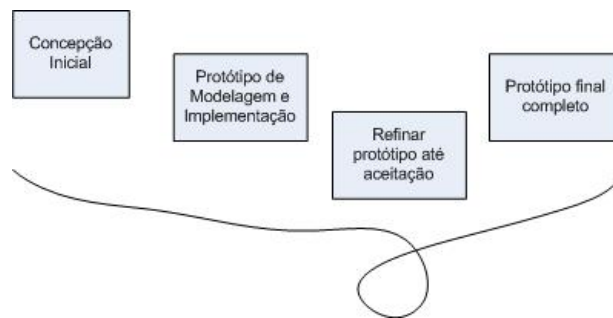 Concepção
Inicial
Protótipo de
Modelagem e
Implementação
Refinar
protótipo até
aceitação
Protótipo final
completo